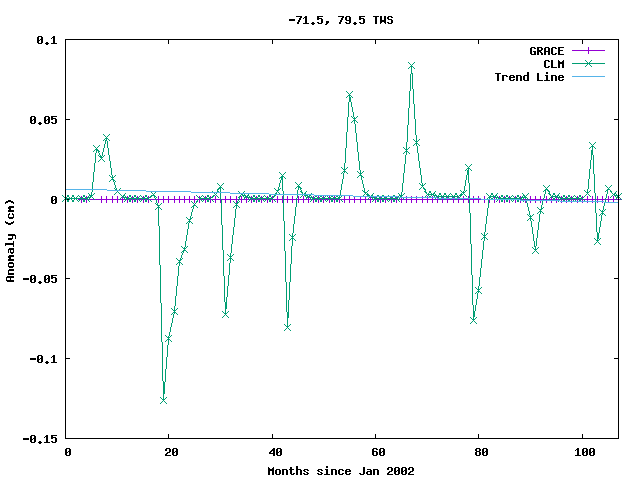 -71.5, 79.5 TWS
GRACE
CLM
Trend Line
0.1
0.05
0
-0.05
-0.1
-0.15
Anomaly (cm)
0 20 40 60 80 100
Months since Jan 2002